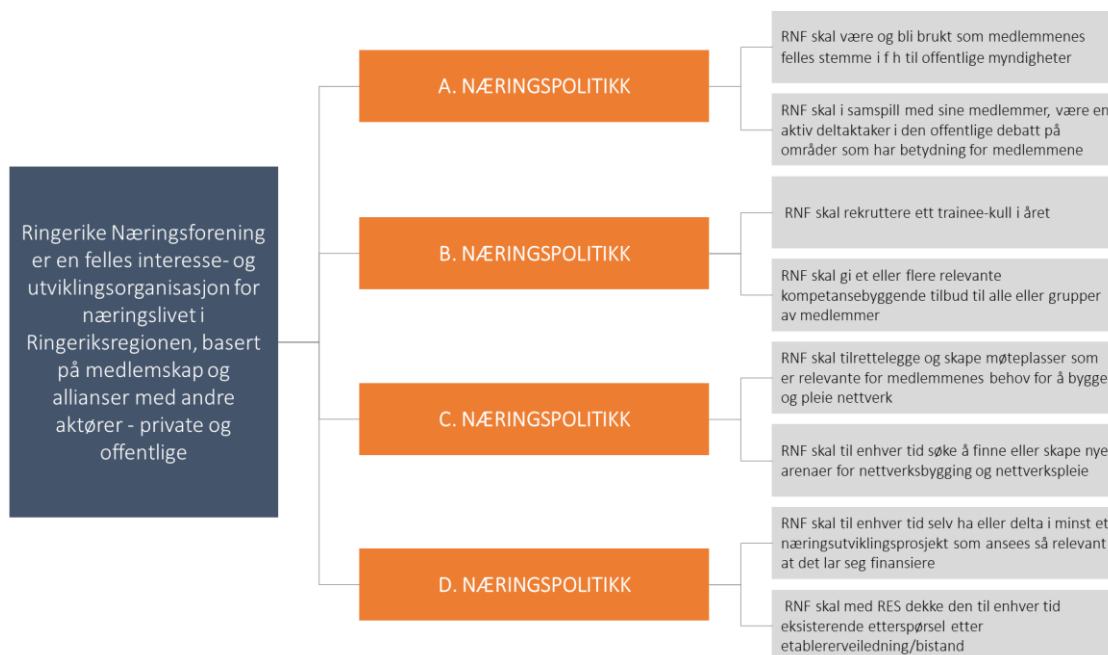 Ringerike Næringsforening
er en felles interesse- og
utviklingsorganisasjon for
næringslivet i
Ringeriksregionen, basert
på medlemskap og
allianser med andre
aktører - private og
offentlige
A. NÆRINGSPOLITIKK
RNF skal være og bli brukt som medlemmenes
felles stemme i f h til offentlige myndigheter
RNF skal i samspill med sine medlemmer, være en
aktiv deltaktaker i den offentlige debatt på
områder som har betydning for medlemmene
B. NÆRINGSPOLITIKK
RNF skal rekruttere ett trainee-kull i året
RNF skal gi et eller flere relevante
kompetansebyggende tilbud til alle eller grupper
av medlemmer
C. NÆRINGSPOLITIKK
RNF skal tilrettelegge og skape møteplasser som
er relevante for medlemmenes behov for å bygge
og pleie nettverk
RNF skal til enhver tid søke å finne eller skape nye
arenaer for nettverksbygging og nettverkspleie
D. NÆRINGSPOLITIKK
RNF skal til enhver tid selv ha eller delta i minst et
næringsutviklingsprosjekt som ansees så relevant
at det lar seg finansiere
RNF skal med RES dekke den til enhver tid
eksisterende etterspørsel etter
etablererveiledning/bistand